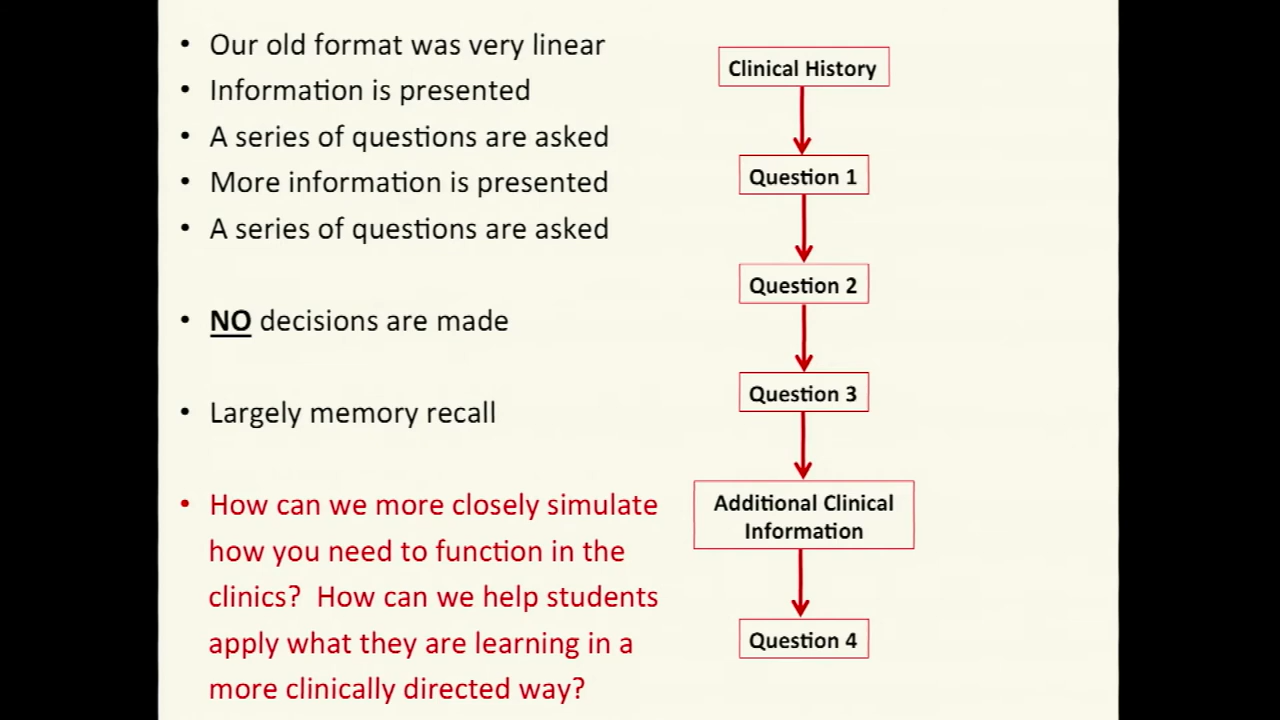 • Our old format was very linear
• Information is presented
• A series of questions are asked
• More information is presented
• A series of questions are asked
• NO decisions are made
• Largely memory recall
• How can we more closely simulate
how you need to function in the
clinics? How can we help students
apply what they are learning in a
more clinically directed way?
Clinical History
Question 1
Question 2
Question 3
Additional Clinical
Information
Question 4